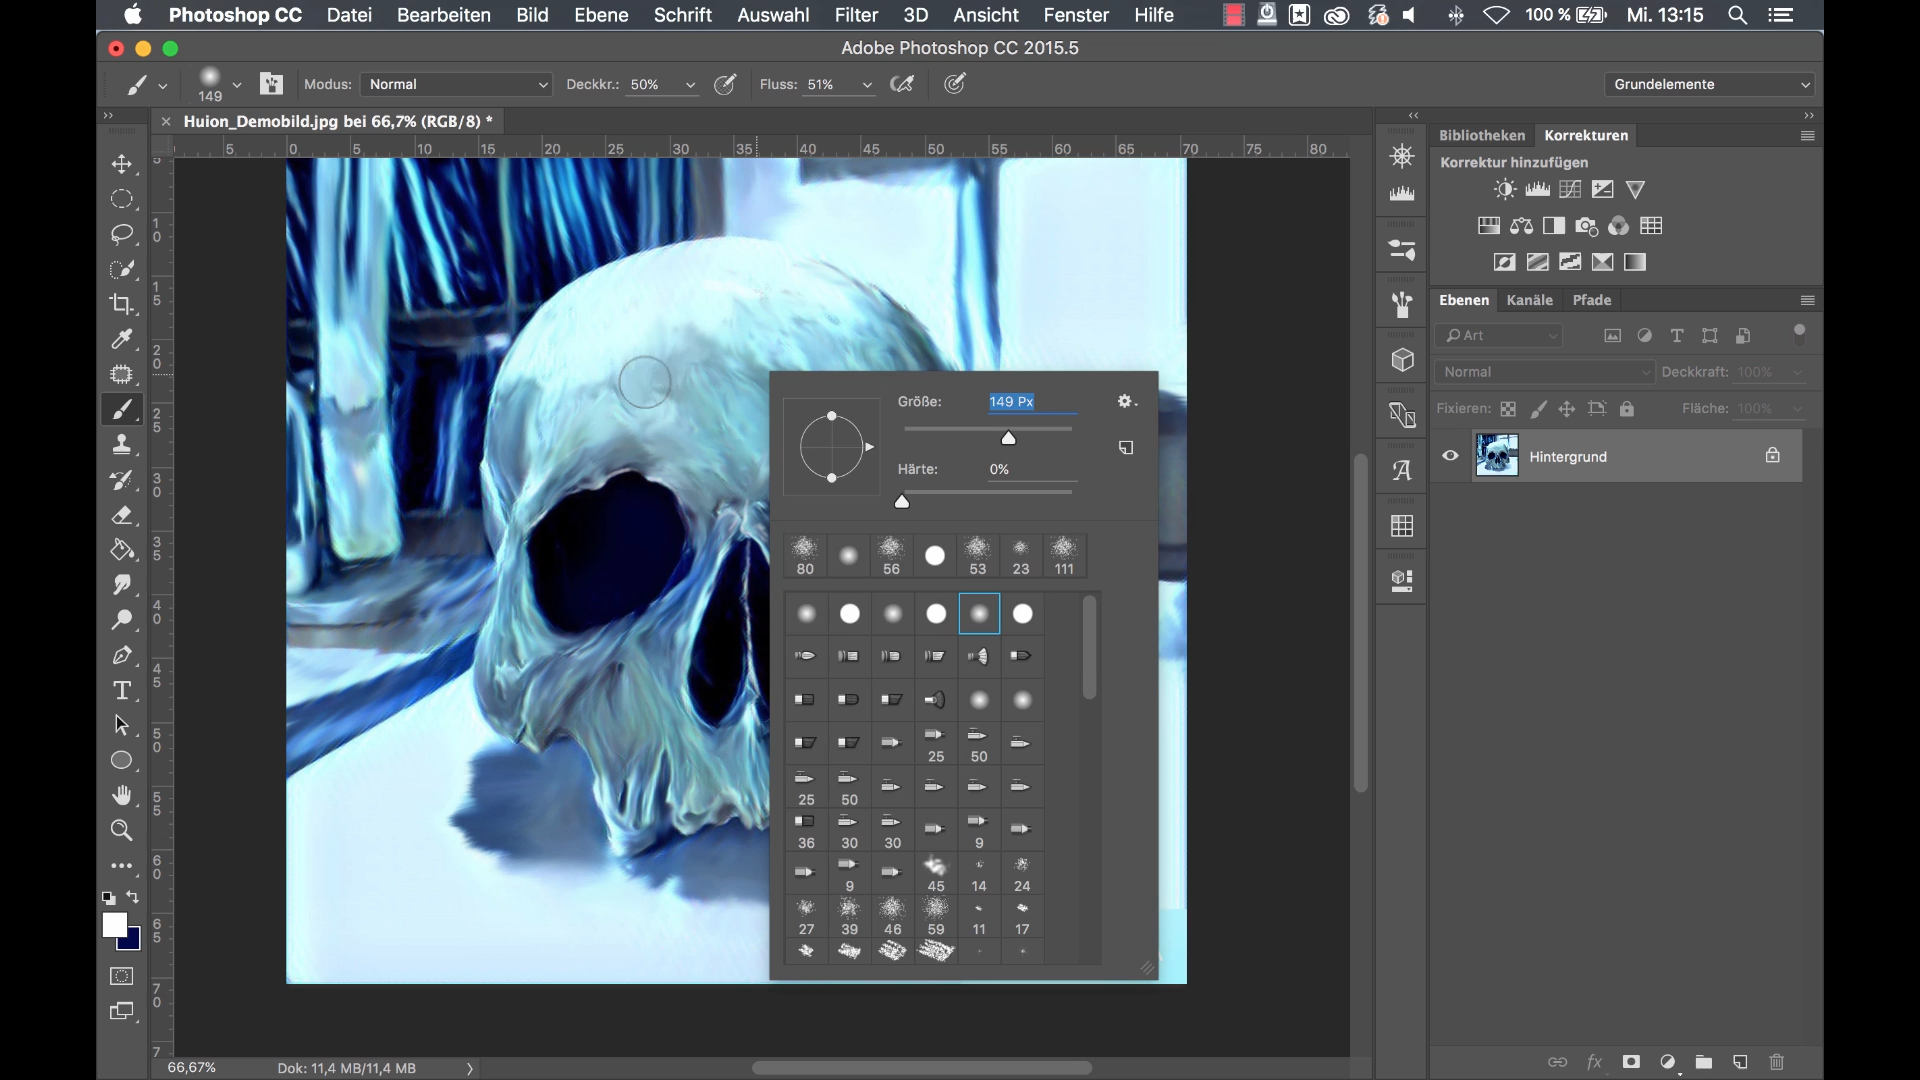 Photoshop CC Datei Bearbeiten Bild Ebene Schrift Auswahl Filter 3D Ansicht Fenster Hilfe 100 % Mi. 13:15
Adobe Photoshop CC 2015.5
149 Modus: Normal Deckkr.: 50% Fluss: 51% Grundelemente
Huion_Demobild.jpg bei 66,7% (RGB/8) *
5 0 5 10 15 20 25 30 35 40 45 50 55 60 65 70 75 80
Bibliotheken Korrekturen
Korrektur hinzufügen
Ebenen Kanäle Pfade
Art
Normal Deckkraft: 100%
Fixieren: Fläche: 100%
Hintergrund
Größe: 149 Px
Härte: 0%
80 56 53 23 111
25 50
25 50
36 30 30 9
9 45 14 24
27 39 46 59 11 17
5
10
15
20
25
30
35
40
45
50
55
60
65
70
7
66,67% Dok: 11,4 MB/11,4 MB